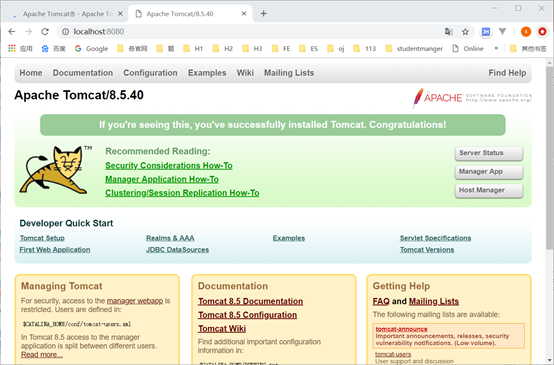 Apache Tomcat® - Apache To
Apache Tomcat/8.5.40
localhost:8080
应用 百度 Google 各官网 题 H1 H2 H3 FE ES oj 113 studentmanger Online » 其他书签
Home Documentation Configuration Examples Wiki Mailing Lists Find Help
Apache Tomcat/8.5.40
APACHE
SOFTWARE FOUNDATION
http://www.apache.org/
If you're seeing this, you've successfully installed Tomcat. Congratulations!
TM
Recommended Reading:
Security Considerations How-To
Manager Application How-To
Clustering/Session Replication How-To
Server Status
Manager App
Host Manager
Developer Quick Start
Tomcat Setup Realms & AAA Examples Servlet Specifications
First Web Application JDBC DataSources Tomcat Versions
Managing Tomcat
For security, access to the manager webapp is
restricted. Users are defined in:
$CATALINA_HOME/conf/tomcat-users.xml
In Tomcat 8.5 access to the manager
application is split between different users.
Read more...
Documentation
Tomcat 8.5 Documentation
Tomcat 8.5 Configuration
Tomcat Wiki
Find additional important configuration
information in:
Getting Help
FAQ and Mailing Lists
The following mailing lists are available:
tomcat-announce
Important announcements, releases, security
vulnerability notifications. (Low volume).
tomcat-users
User support and discussion